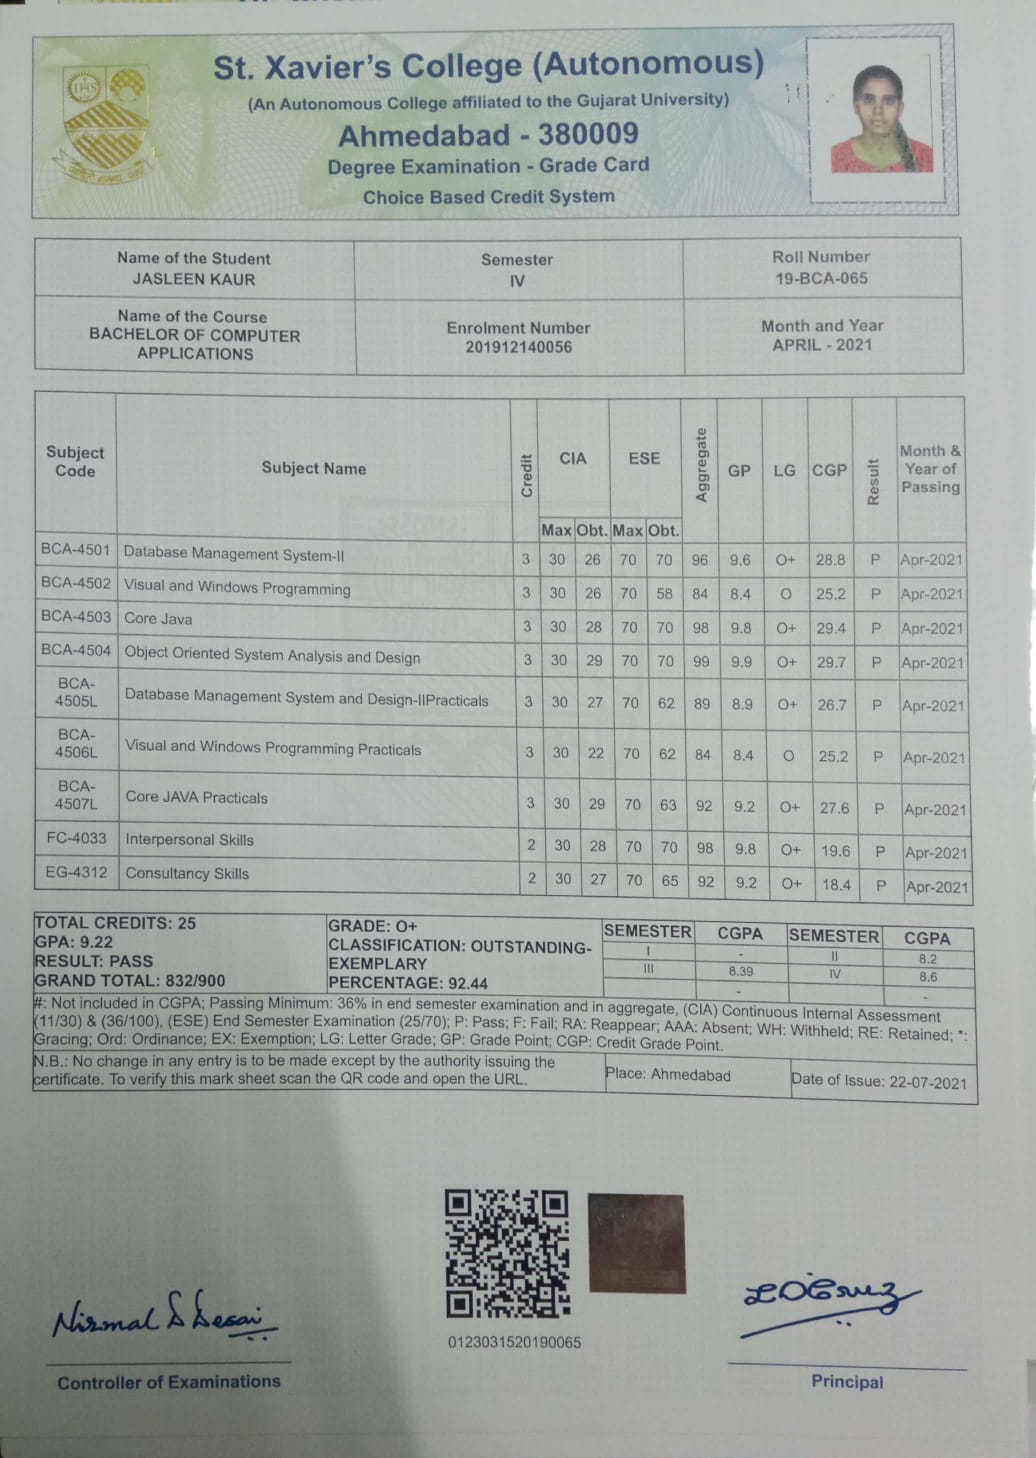 St. Xavier's College (Autonomous)
(An Autonomous College affiliated to the Gujarat University)
Ahmedabad - 380009
Degree Examination - Grade Card
Choice Based Credit System
Name of the Student
JASLEEN KAUR
Semester
IV
Roll Number
19-BCA-065
Name of the Course
BACHELOR OF COMPUTER
APPLICATIONS
Enrolment Number
201912140056
Month and Year
APRIL - 2021
Subject Code Subject Name Credit CIA ESE Aggregate GP LG CGP Result Month & Year of Passing
Max Obt. Max Obt.
BCA-4501 Database Management System-II 3 30 26 70 70 96 9.6 O+ 28.8 P Apr-2021
BCA-4502 Visual and Windows Programming 3 30 26 70 58 84 8.4 O 25.2 P Apr-2021
BCA-4503 Core Java 3 30 28 70 70 98 9.8 O+ 29.4 P Apr-2021
BCA-4504 Object Oriented System Analysis and Design 3 30 29 70 70 99 9.9 O+ 29.7 P Apr-2021
BCA-4505L Database Management System and Design-IIPracticals 3 30 27 70 62 89 8.9 O+ 26.7 P Apr-2021
BCA-4506L Visual and Windows Programming Practicals 3 30 22 70 62 84 8.4 O 25.2 P Apr-2021
BCA-4507L Core JAVA Practicals 3 30 29 70 63 92 9.2 O+ 27.6 P Apr-2021
FC-4033 Interpersonal Skills 2 30 28 70 70 98 9.8 O+ 19.6 P Apr-2021
EG-4312 Consultancy Skills 2 30 27 70 65 92 9.2 O+ 18.4 P Apr-2021
TOTAL CREDITS: 25
GPA: 9.22
RESULT: PASS
GRAND TOTAL: 832/900
GRADE: O+
CLASSIFICATION: OUTSTANDING-
EXEMPLARY
PERCENTAGE: 92.44
SEMESTER CGPA SEMESTER CGPA
I - II 8.2
III 8.39 IV 8.6
- -
#: Not included in CGPA; Passing Minimum: 36% in end semester examination and in aggregate, (CIA) Continuous Internal Assessment
(11/30) & (36/100), (ESE) End Semester Examination (25/70); P: Pass; F: Fail; RA: Reappear; AAA: Absent; WH: Withheld; RE: Retained; *:
Gracing; Ord: Ordinance; EX: Exemption; LG: Letter Grade; GP: Grade Point; CGP: Credit Grade Point.
N.B.: No change in any entry is to be made except by the authority issuing the
certificate. To verify this mark sheet scan the QR code and open the URL.
Place: Ahmedabad
Date of Issue: 22-07-2021
0123031520190065
Nirmal S Desai
Controller of Examinations
Principal